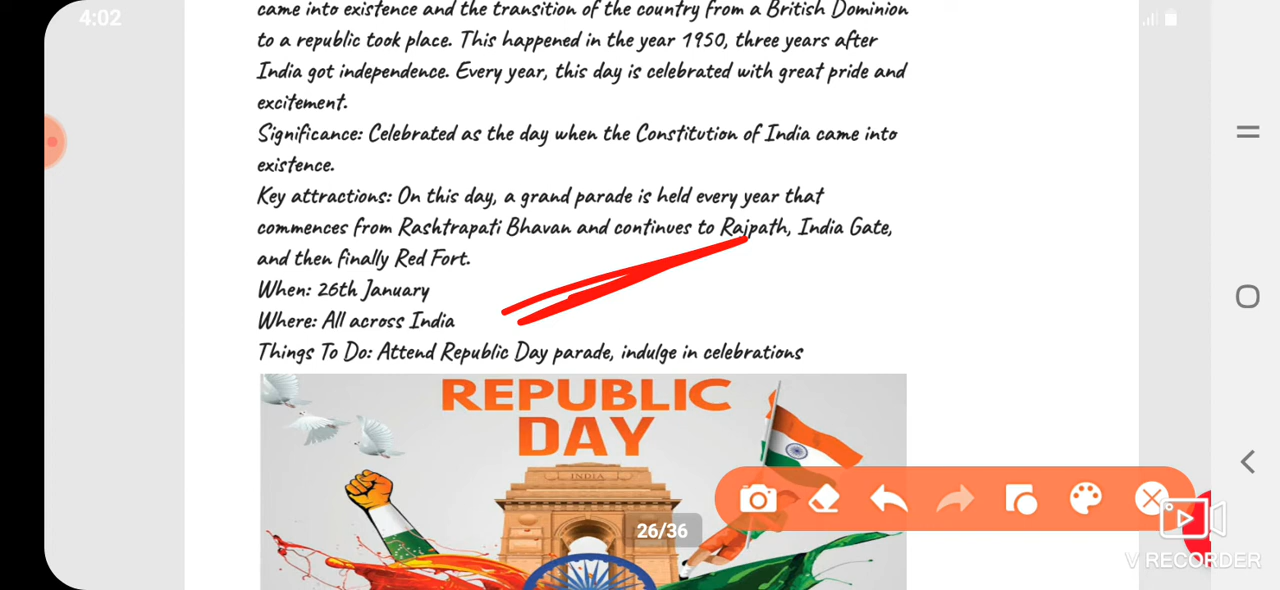 4:02
came into existence and the transition of the country from a British Dominion
to a republic took place. This happened in the year 1950, three years after
India got independence. Every year, this day is celebrated with great pride and
excitement.
Significance: Celebrated as the day when the Constitution of India came into
existence.
Key attractions: On this day, a grand parade is held every year that
commences from Rashtrapati Bhavan and continues to Rajpath, India Gate,
and then finally Red Fort.
When: 26th January
Where: All across India
Things To Do: Attend Republic Day parade, indulge in celebrations
REPUBLIC
DAY
INDIA
26/36
V RECORDER